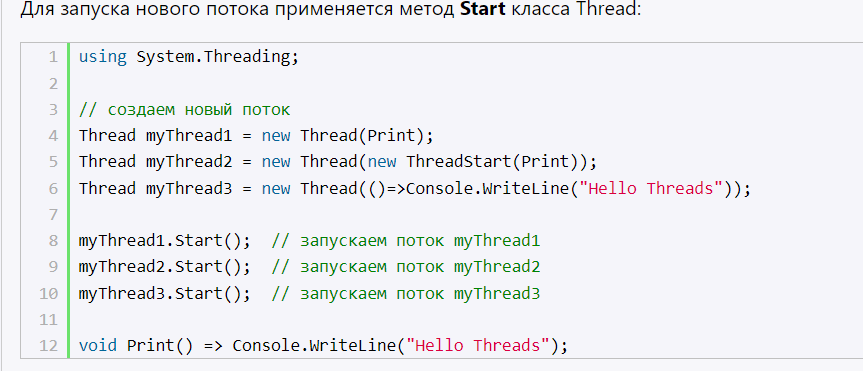 Для запуска нового потока применяется метод Start класса Thread:
1 using System.Threading;
2
3 // создаем новый поток
4 Thread myThread1 = new Thread(Print);
5 Thread myThread2 = new Thread(new ThreadStart(Print));
6 Thread myThread3 = new Thread(()=>Console.WriteLine("Hello Threads"));
7
8 myThread1.Start();  // запускаем поток myThread1
9 myThread2.Start();  // запускаем поток myThread2
10 myThread3.Start();  // запускаем поток myThread3
11
12 void Print() => Console.WriteLine("Hello Threads");